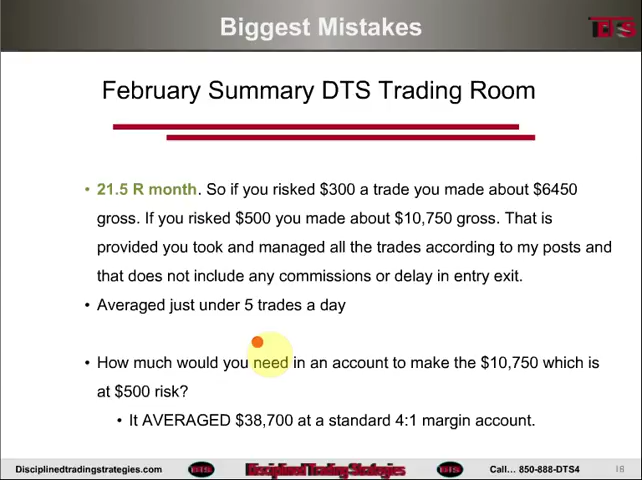 Biggest Mistakes
DTS
February Summary DTS Trading Room
• 21.5 R month. So if you risked $300 a trade you made about $6450
gross. If you risked $500 you made about $10,750 gross. That is
provided you took and managed all the trades according to my posts and
that does not include any commissions or delay in entry exit.
• Averaged just under 5 trades a day
• How much would you need in an account to make the $10,750 which is
at $500 risk?
• It AVERAGED $38,700 at a standard 4:1 margin account.
Disciplinedtradingstrategies.com DTS Disciplined Trading Strategies DTS Call... 850-888-DTS4 18